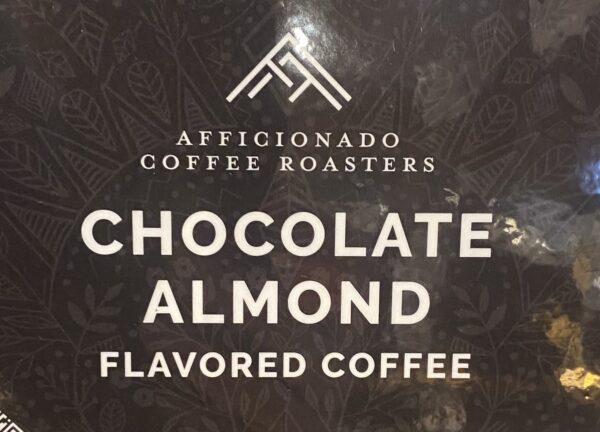 AFFICIONADO
COFFEE ROASTERS
CHOCOLATE
ALMOND
FLAVORED COFFEE